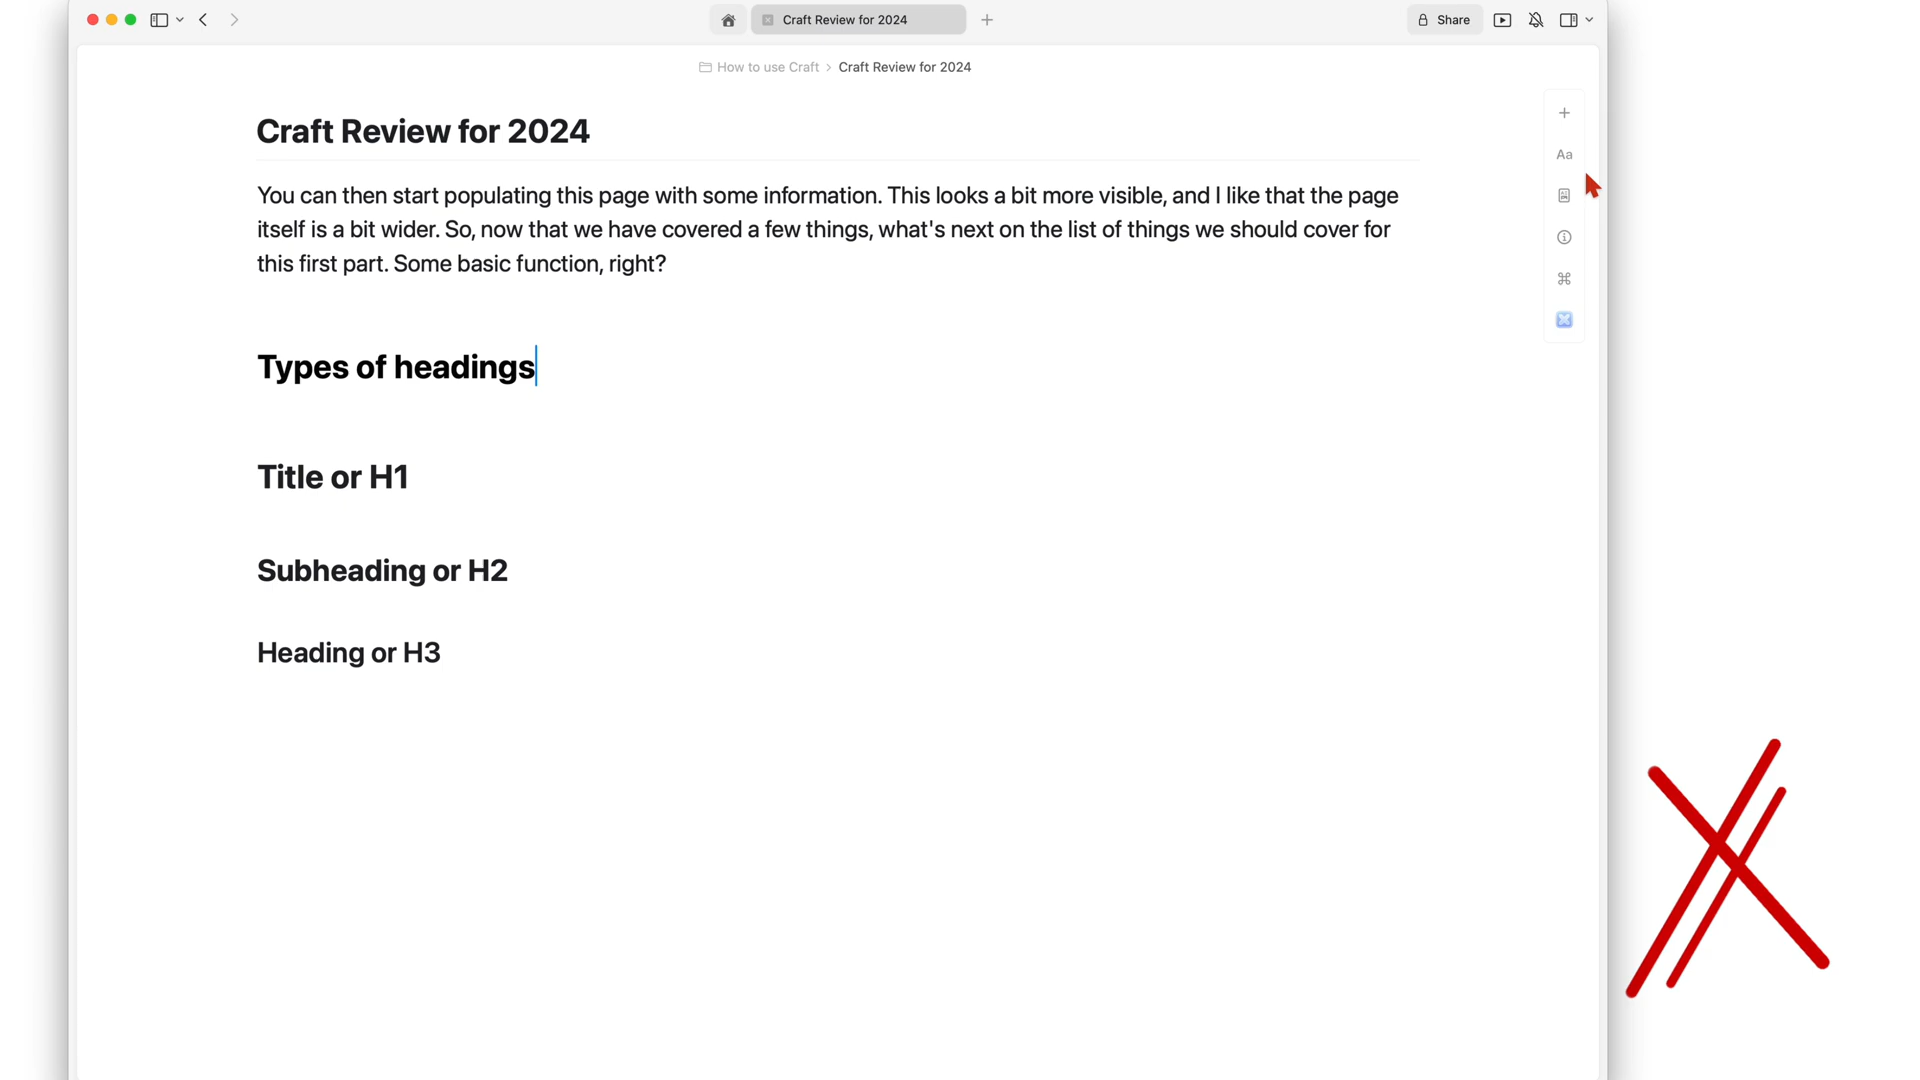 Craft Review for 2024
Share
How to use Craft > Craft Review for 2024
Craft Review for 2024
Aa
You can then start populating this page with some information. This looks a bit more visible, and I like that the page
itself is a bit wider. So, now that we have covered a few things, what's next on the list of things we should cover for
this first part. Some basic function, right?
Types of headings
Title or H1
Subheading or H2
Heading or H3